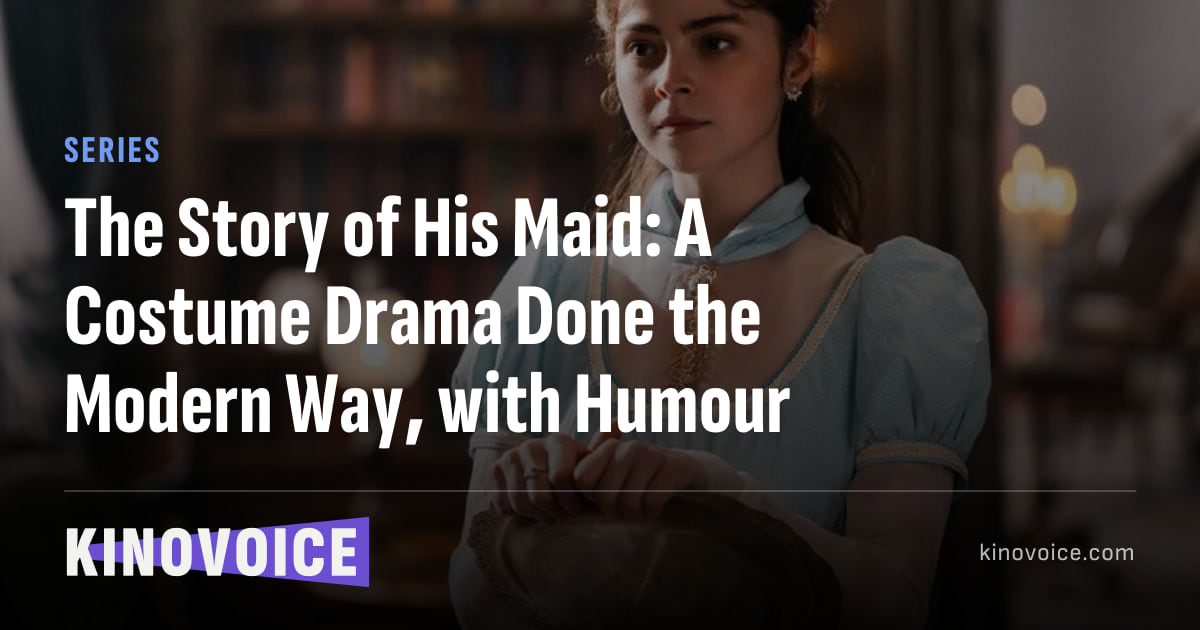 SERIES
The Story of His Maid: A
Costume Drama Done the
Modern Way, with Humour
KINOVOICE
kinovoice.com